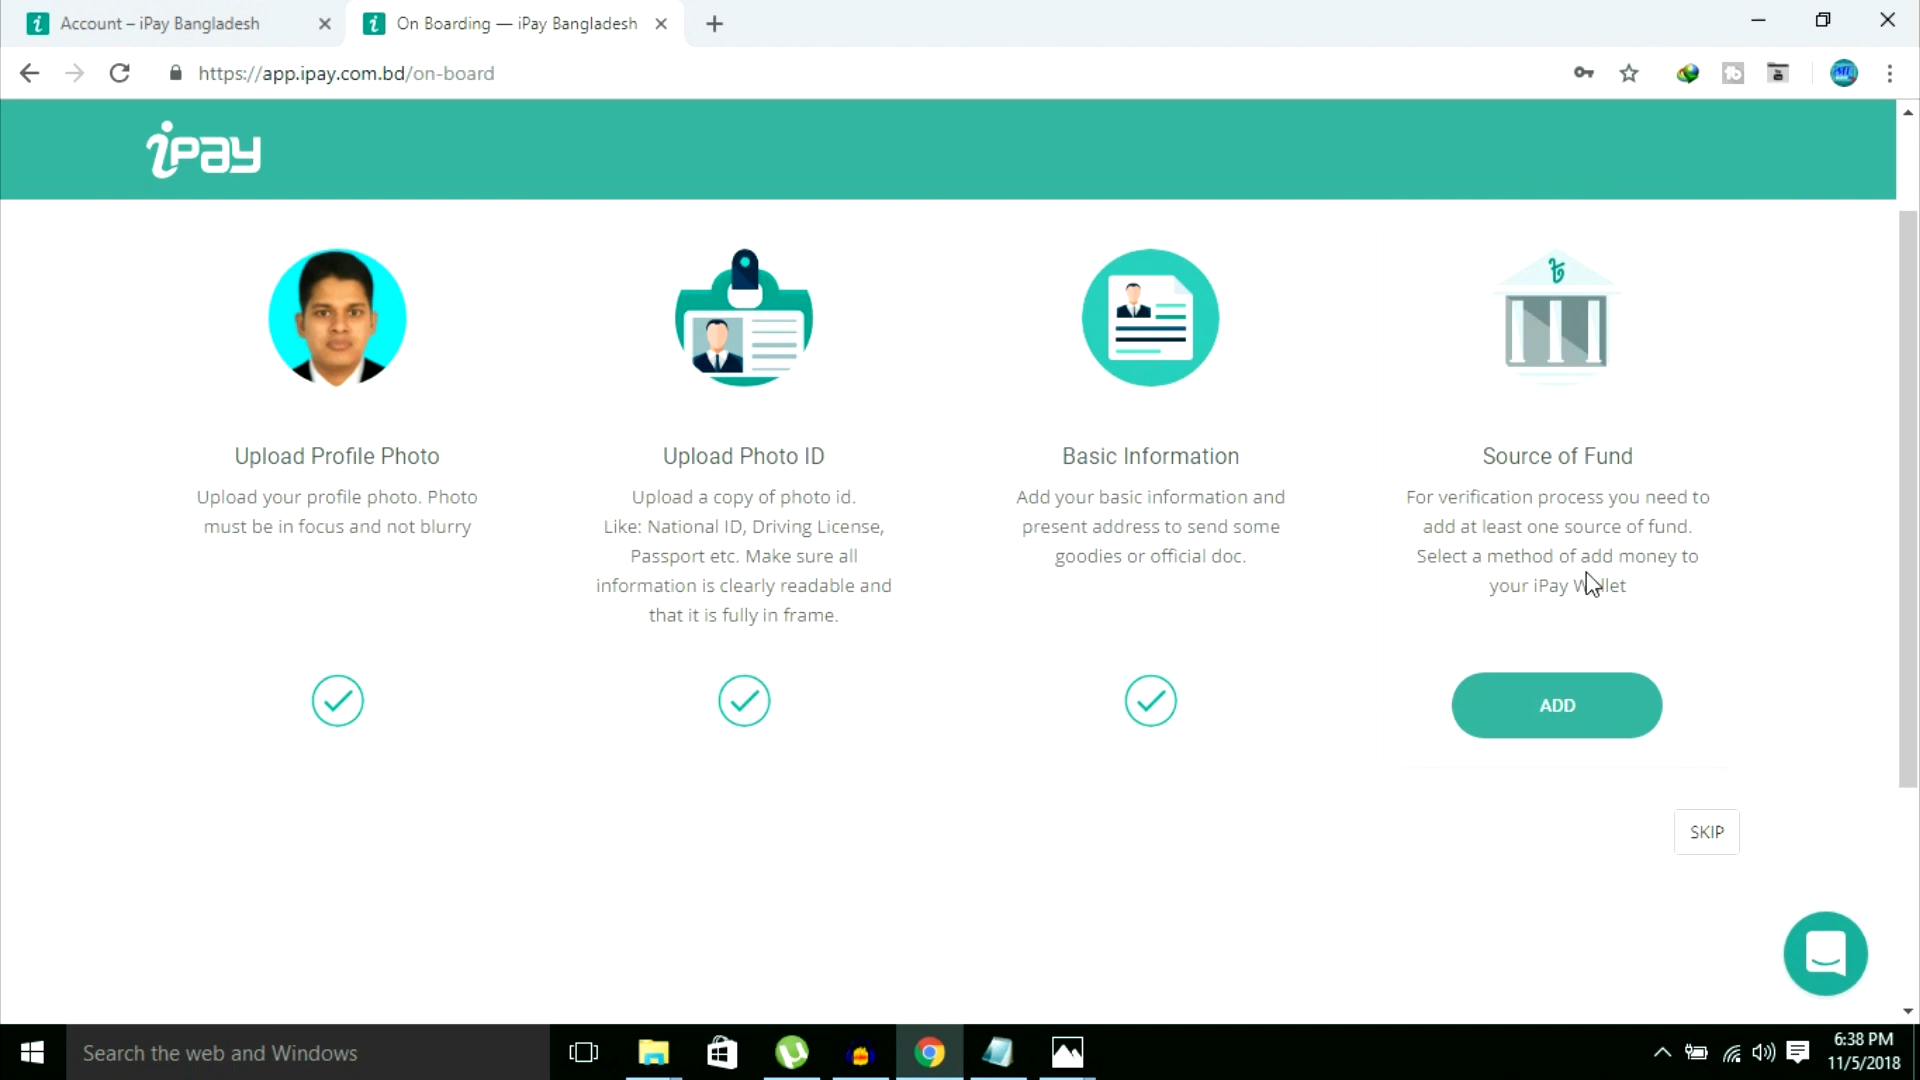 Account – iPay Bangladesh
On Boarding — iPay Bangladesh
https://app.ipay.com.bd/on-board
iPay
Upload Profile Photo
Upload your profile photo. Photo
must be in focus and not blurry
Upload Photo ID
Upload a copy of photo id.
Like: National ID, Driving License,
Passport etc. Make sure all
information is clearly readable and
that it is fully in frame.
Basic Information
Add your basic information and
present address to send some
goodies or official doc.
৳
Source of Fund
For verification process you need to
add at least one source of fund.
Select a method of add money to
your iPay Wallet
ADD
SKIP
Search the web and Windows
6:38 PM
11/5/2018